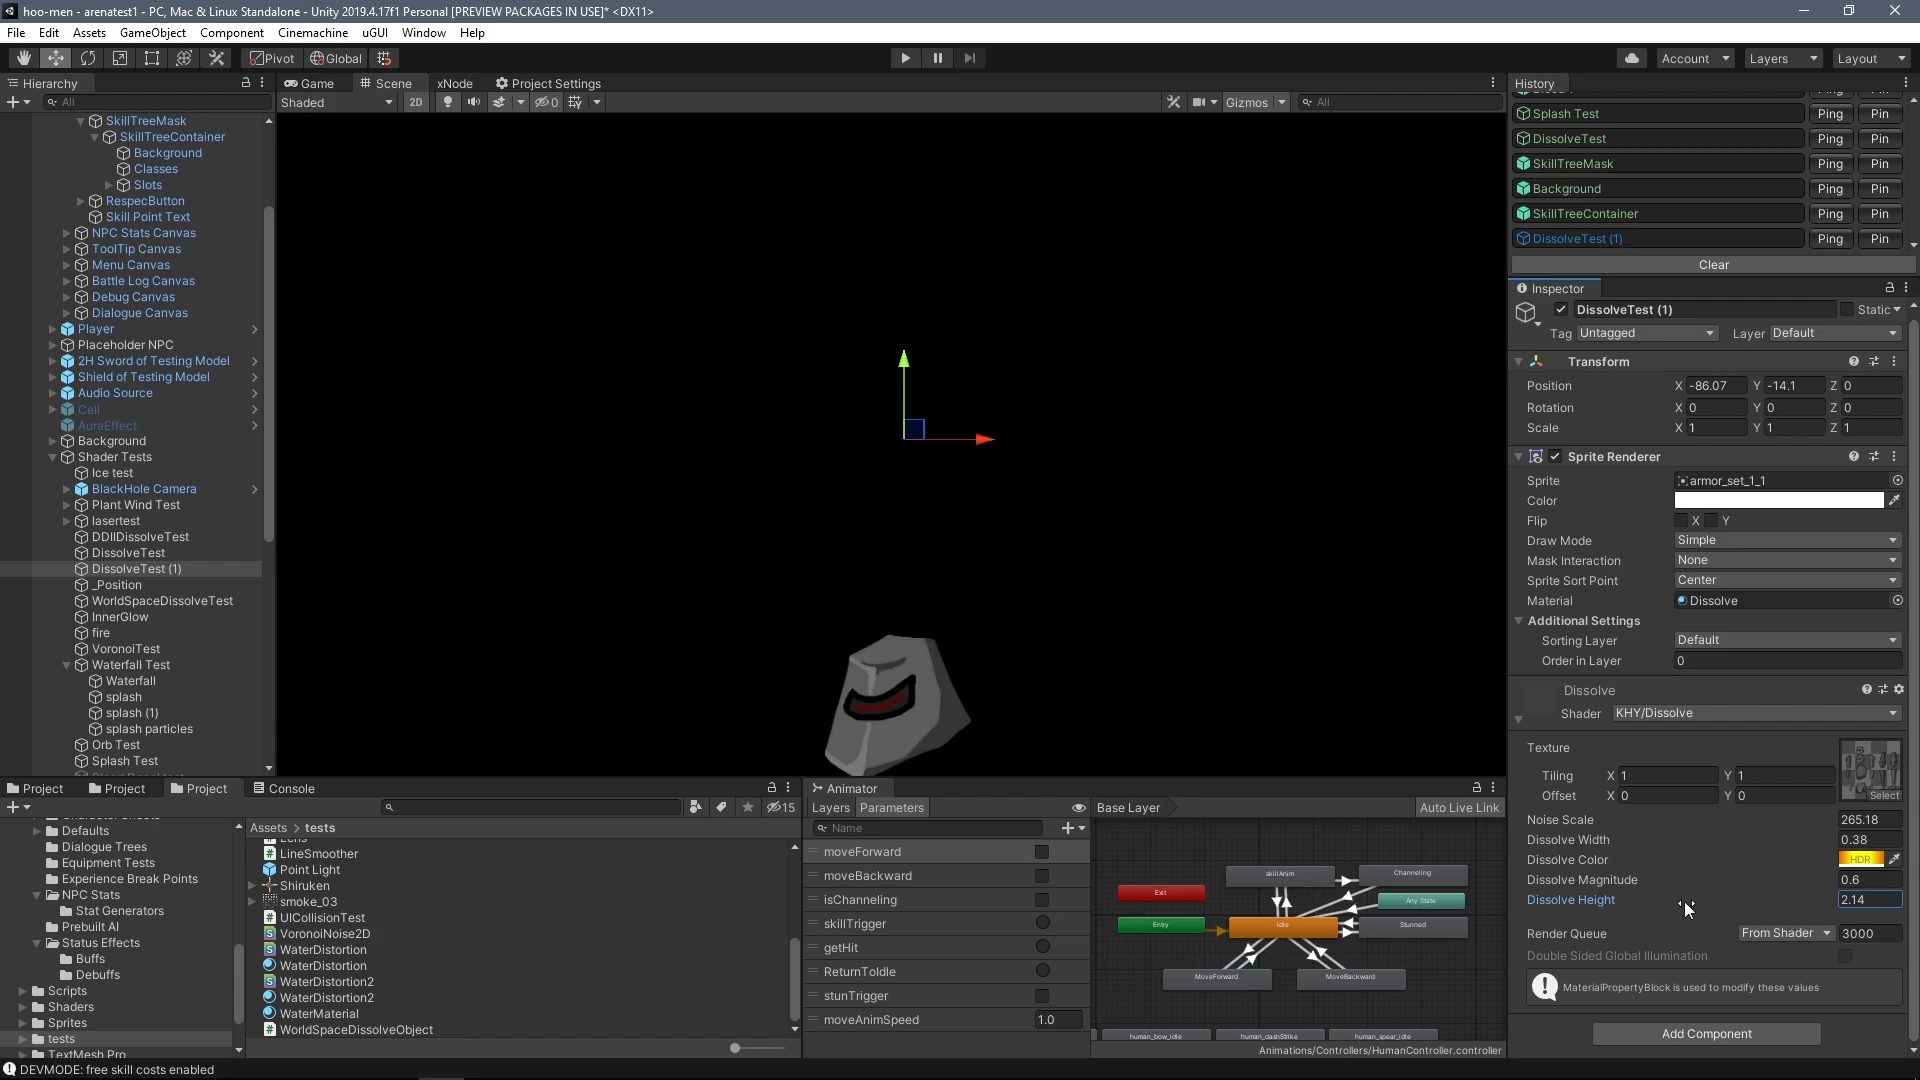 hoo-men - arenatest1 - PC, Mac & Linux Standalone - Unity 2019.4.17f1 Personal [PREVIEW PACKAGES IN USE]* <DX11>
File Edit Assets GameObject Component Cinemachine uGUI Window Help
Pivot Global Account Layers Layout
Hierarchy
All
SkillTreeMask
SkillTreeContainer
Background
Classes
Slots
RespecButton
Skill Point Text
NPC Stats Canvas
ToolTip Canvas
Menu Canvas
Battle Log Canvas
Debug Canvas
Dialogue Canvas
Player
Placeholder NPC
2H Sword of Testing Model
Shield of Testing Model
Audio Source
Cell
AuraEffect
Background
Shader Tests
Ice test
BlackHole Camera
Plant Wind Test
lasertest
DDIIDissolveTest
DissolveTest
DissolveTest (1)
_Position
WorldSpaceDissolveTest
InnerGlow
fire
VoronoiTest
Waterfall Test
Waterfall
splash
splash (1)
splash particles
Orb Test
Splash Test
Game Scene xNode Project Settings
Shaded 2D 0 Gizmos All
History
Splash Test Ping Pin
DissolveTest Ping Pin
SkillTreeMask Ping Pin
Background Ping Pin
SkillTreeContainer Ping Pin
DissolveTest (1) Ping Pin
Clear
Inspector
DissolveTest (1) Static
Tag Untagged Layer Default
Transform
Position X -86.07 Y -14.1 Z 0
Rotation X 0 Y 0 Z 0
Scale X 1 Y 1 Z 1
Sprite Renderer
Sprite armor_set_1_1
Color
Flip X Y
Draw Mode Simple
Mask Interaction None
Sprite Sort Point Center
Material Dissolve
Additional Settings
Sorting Layer Default
Order in Layer 0
Dissolve
Shader KHY/Dissolve
Texture
Tiling X 1 Y 1
Offset X 0 Y 0
Select
Noise Scale 265.18
Dissolve Width 0.38
Dissolve Color HDR
Dissolve Magnitude 0.6
Dissolve Height 2.14
Render Queue From Shader 3000
Double Sided Global Illumination
MaterialPropertyBlock is used to modify these values
Add Component
Project Project Project Console
15
Defaults
Dialogue Trees
Equipment Tests
Experience Break Points
NPC Stats
Stat Generators
Prebuilt AI
Status Effects
Buffs
Debuffs
Scripts
Shaders
Sprites
tests
TextMesh Pro
Assets > tests
LineSmoother
Point Light
Shiruken
smoke_03
UICollisionTest
VoronoiNoise2D
WaterDistortion
WaterDistortion
WaterDistortion2
WaterDistortion2
WaterMaterial
WorldSpaceDissolveObject
Animator
Layers Parameters Base Layer Auto Live Link
Name
moveForward
moveBackward
isChanneling
skillTrigger
getHit
ReturnToIdle
stunTrigger
moveAnimSpeed 1.0
skillAnim Channeling
Exit Any State
Entry Idle Stunned
MoveForward MoveBackward
human_bow_idle human_dashStrike human_spear_idle
Animations/Controllers/HumanController.controller
DEVMODE: free skill costs enabled